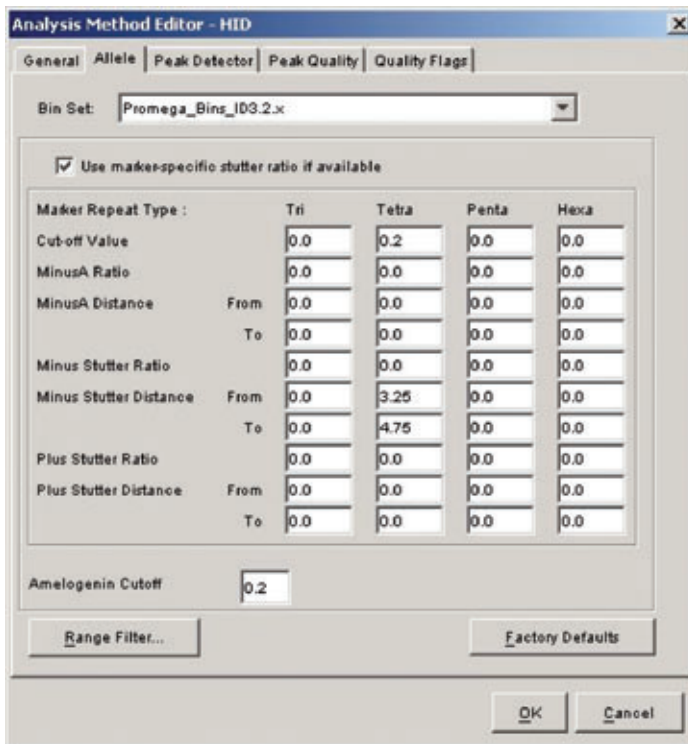 Analysis Method Editor - HID
General Allele Peak Detector Peak Quality Quality Flags
Bin Set: Promega_Bins_ID3.2.x
Use marker-specific stutter ratio if available
Marker Repeat Type : Tri Tetra Penta Hexa
Cut-off Value 0.0 0.2 0.0 0.0
MinusA Ratio 0.0 0.0 0.0 0.0
MinusA Distance From 0.0 0.0 0.0 0.0
To 0.0 0.0 0.0 0.0
Minus Stutter Ratio 0.0 0.0 0.0 0.0
Minus Stutter Distance From 0.0 3.25 0.0 0.0
To 0.0 4.75 0.0 0.0
Plus Stutter Ratio 0.0 0.0 0.0 0.0
Plus Stutter Distance From 0.0 0.0 0.0 0.0
To 0.0 0.0 0.0 0.0
Amelogenin Cutoff 0.2
Range Filter... Factory Defaults
OK Cancel